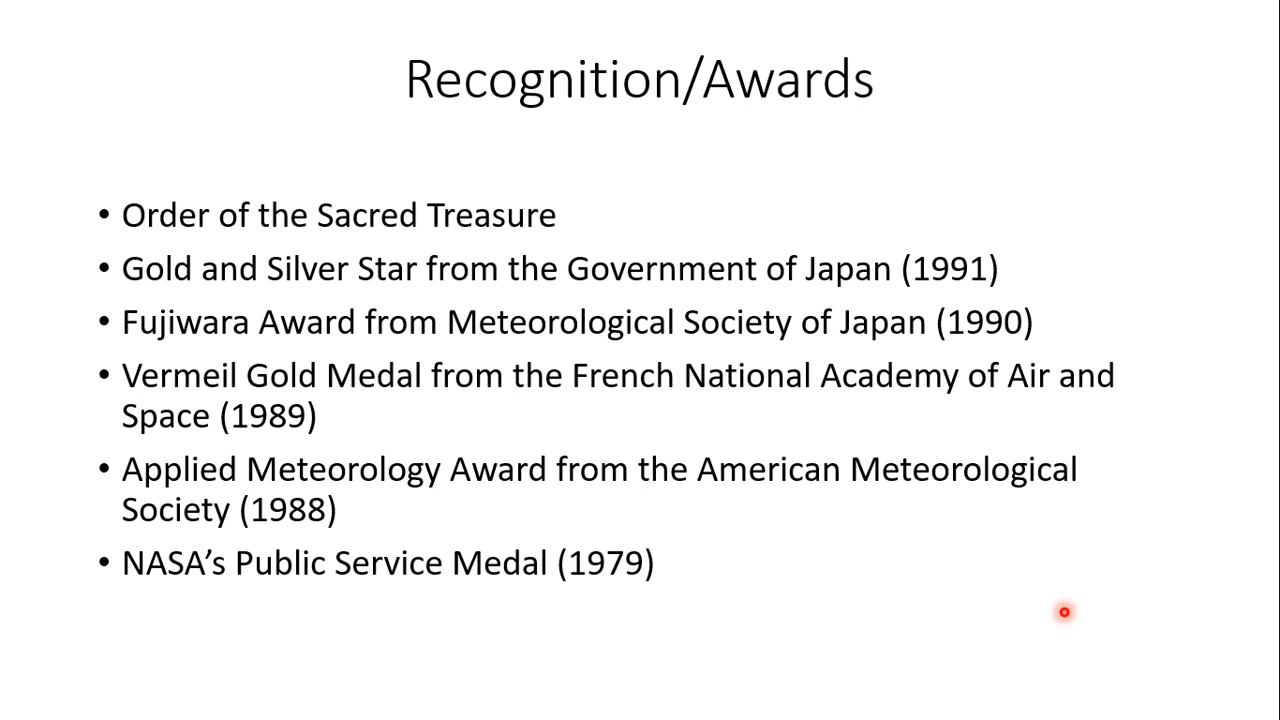 Recognition/Awards
• Order of the Sacred Treasure
• Gold and Silver Star from the Government of Japan (1991)
• Fujiwara Award from Meteorological Society of Japan (1990)
• Vermeil Gold Medal from the French National Academy of Air and
Space (1989)
• Applied Meteorology Award from the American Meteorological
Society (1988)
• NASA’s Public Service Medal (1979)